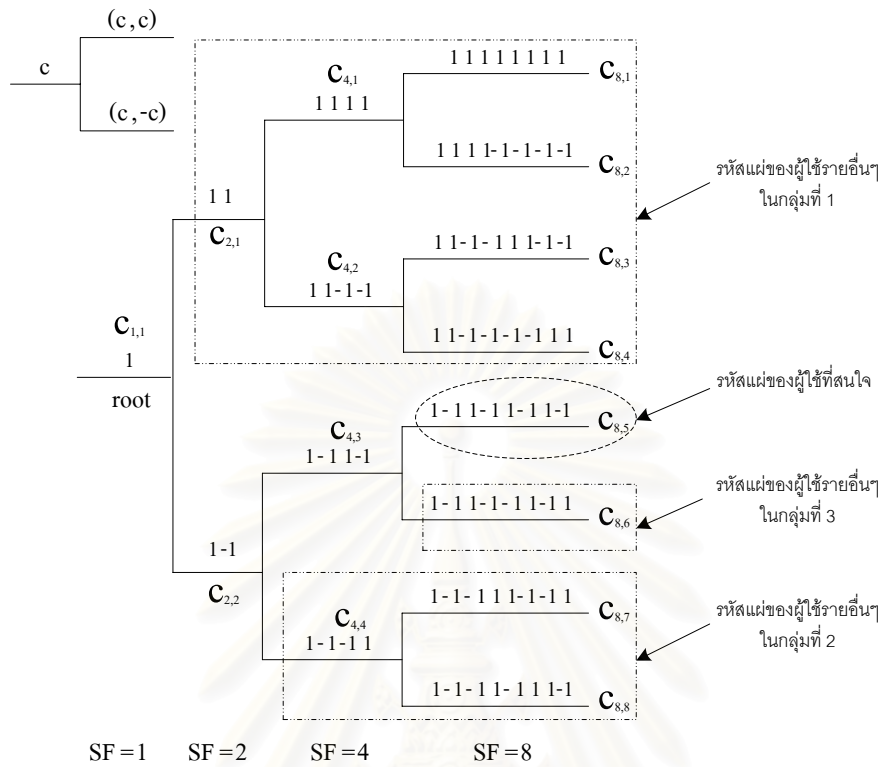 (c,c)
c
(c,-c)
1 1 1 1 1 1 1 1
C8,1
C4,1
1 1 1 1
1 1 1 1-1-1-1-1
C8,2
1 1
C2,1
รหัสแผ่ของผู้ใช้รายอื่นๆ
ในกลุ่มที่ 1
1 1-1-1 1 1-1-1
C8,3
C4,2
1 1-1-1
1 1-1-1-1-1 1 1
C8,4
C1,1
1
root
รหัสแผ่ของผู้ใช้ที่สนใจ
1-1 1-1 1-1 1-1
C8,5
C4,3
1-1 1-1
1-1 1-1-1 1-1 1
C8,6
รหัสแผ่ของผู้ใช้รายอื่นๆ
ในกลุ่มที่ 3
1-1
C2,2
1-1-1 1 1-1-1 1
C8,7
C4,4
1-1-1 1
1-1-1 1-1 1 1-1
C8,8
รหัสแผ่ของผู้ใช้รายอื่นๆ
ในกลุ่มที่ 2
SF =1 SF =2 SF =4 SF =8